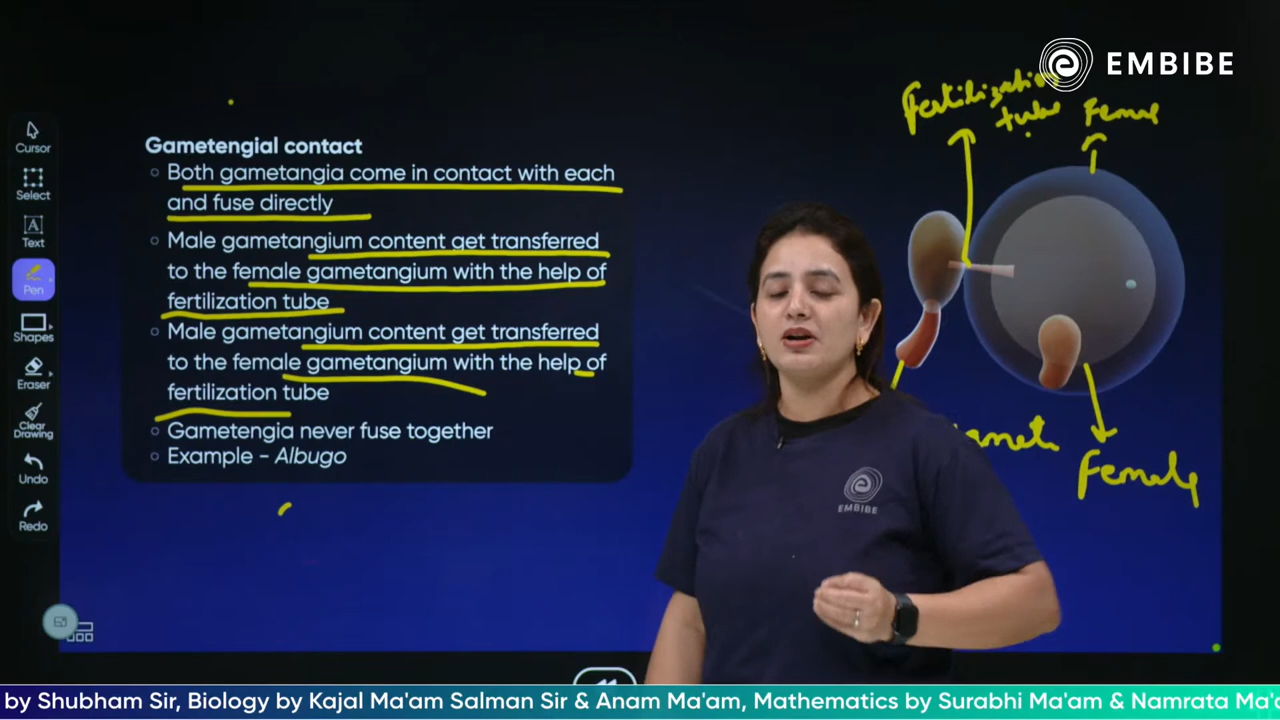 EMBIBE
Fertilization
tube
Female
Cursor
Select
Text
Pen
Shapes
Eraser
Clear
Drawing
Undo
Redo
Gametengial contact
Both gametangia come in contact with each
and fuse directly
Male gametangium content get transferred
to the female gametangium with the help of
fertilization tube
Male gametangium content get transferred
to the female gametangium with the help of
fertilization tube
Gametengia never fuse together
Example - Albugo
Female
EMBIBE
by Shubham Sir, Biology by Kajal Ma'am Salman Sir & Anam Ma'am, Mathematics by Surabhi Ma'am & Namrata Ma'a